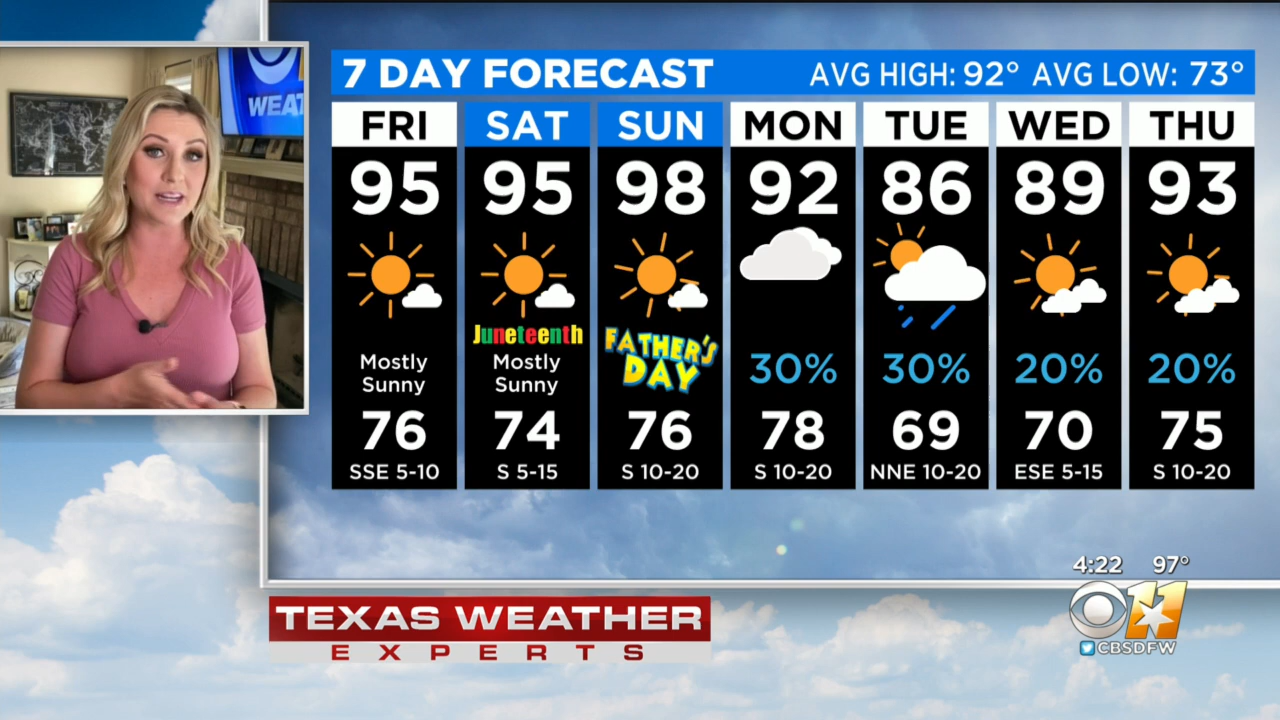 WEAT
7 DAY FORECAST AVG HIGH: 92° AVG LOW: 73°
FRI SAT SUN MON TUE WED THU
95 95 98 92 86 89 93
Juneteenth
FATHER'S
DAY
Mostly
Sunny
Mostly
Sunny
30% 30% 20% 20%
76 74 76 78 69 70 75
SSE 5-10 S 5-15 S 10-20 S 10-20 NNE 10-20 ESE 5-15 S 10-20
4:22 97°
11
CBSDFW
TEXAS WEATHER
EXPERTS